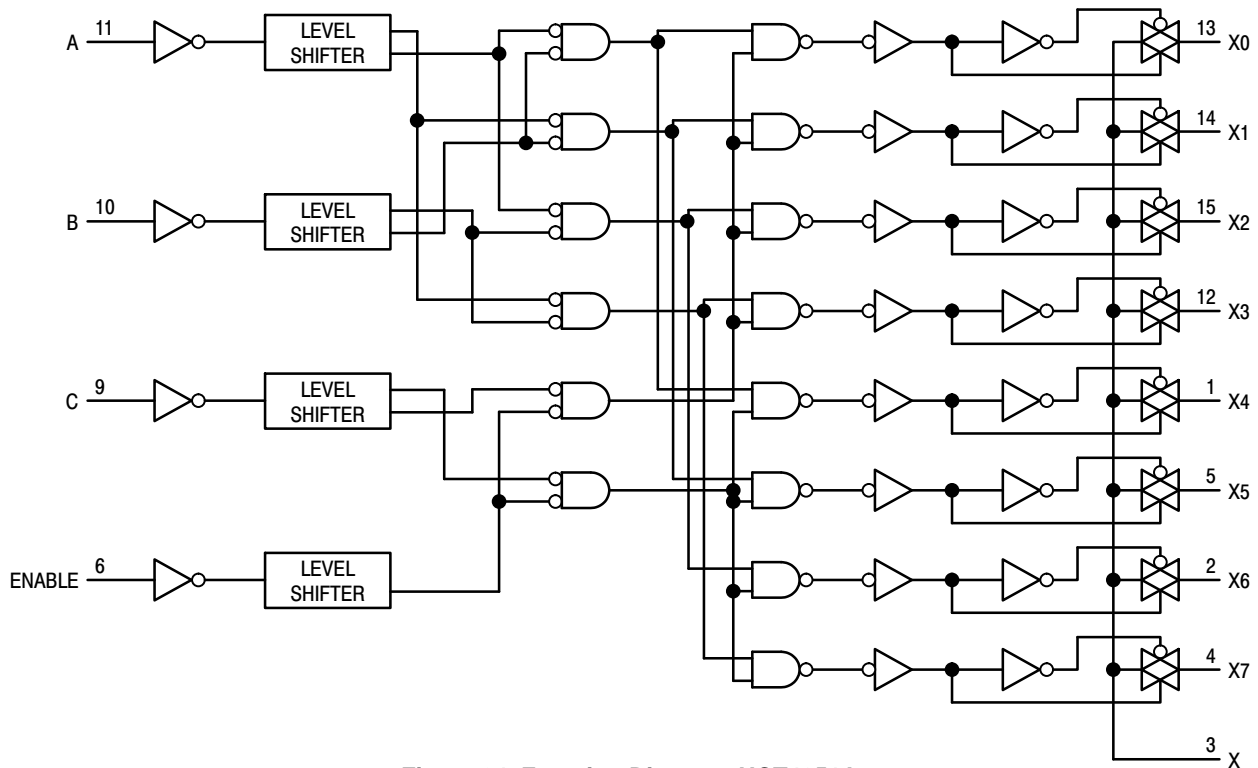 A 11
LEVEL
SHIFTER
13 X0
14 X1
B 10
LEVEL
SHIFTER
15 X2
12 X3
C 9
LEVEL
SHIFTER
1 X4
5 X5
ENABLE 6
LEVEL
SHIFTER
2 X6
4 X7
3 X